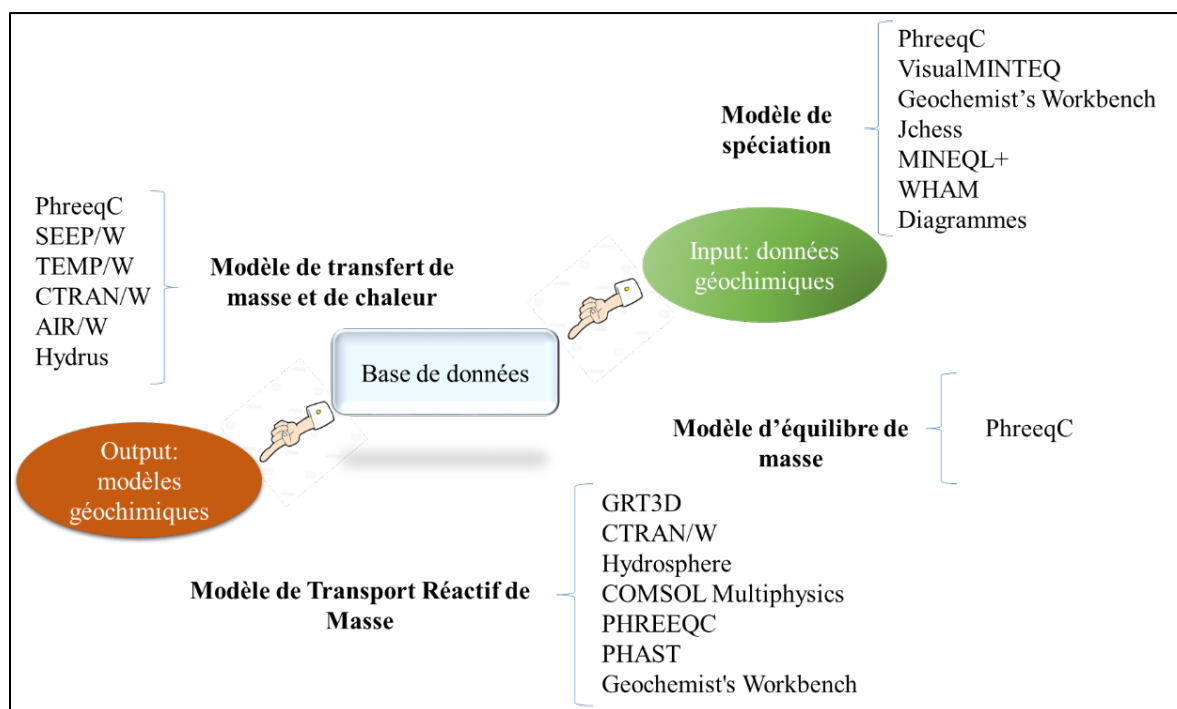 PhreeqC
VisualMINTEQ
Geochemist’s Workbench
Jchess
MINEQL+
WHAM
Diagrammes
Modèle de
spéciation
Input: données
géochimiques
PhreeqC
SEEP/W
TEMP/W
CTRAN/W
AIR/W
Hydrus
Modèle de transfert de
masse et de chaleur
Base de données
Output:
modèles
géochimiques
Modèle d’équilibre de
masse
PhreeqC
Modèle de Transport Réactif de
Masse
GRT3D
CTRAN/W
Hydrosphere
COMSOL Multiphysics
PHREEQC
PHAST
Geochemist's Workbench